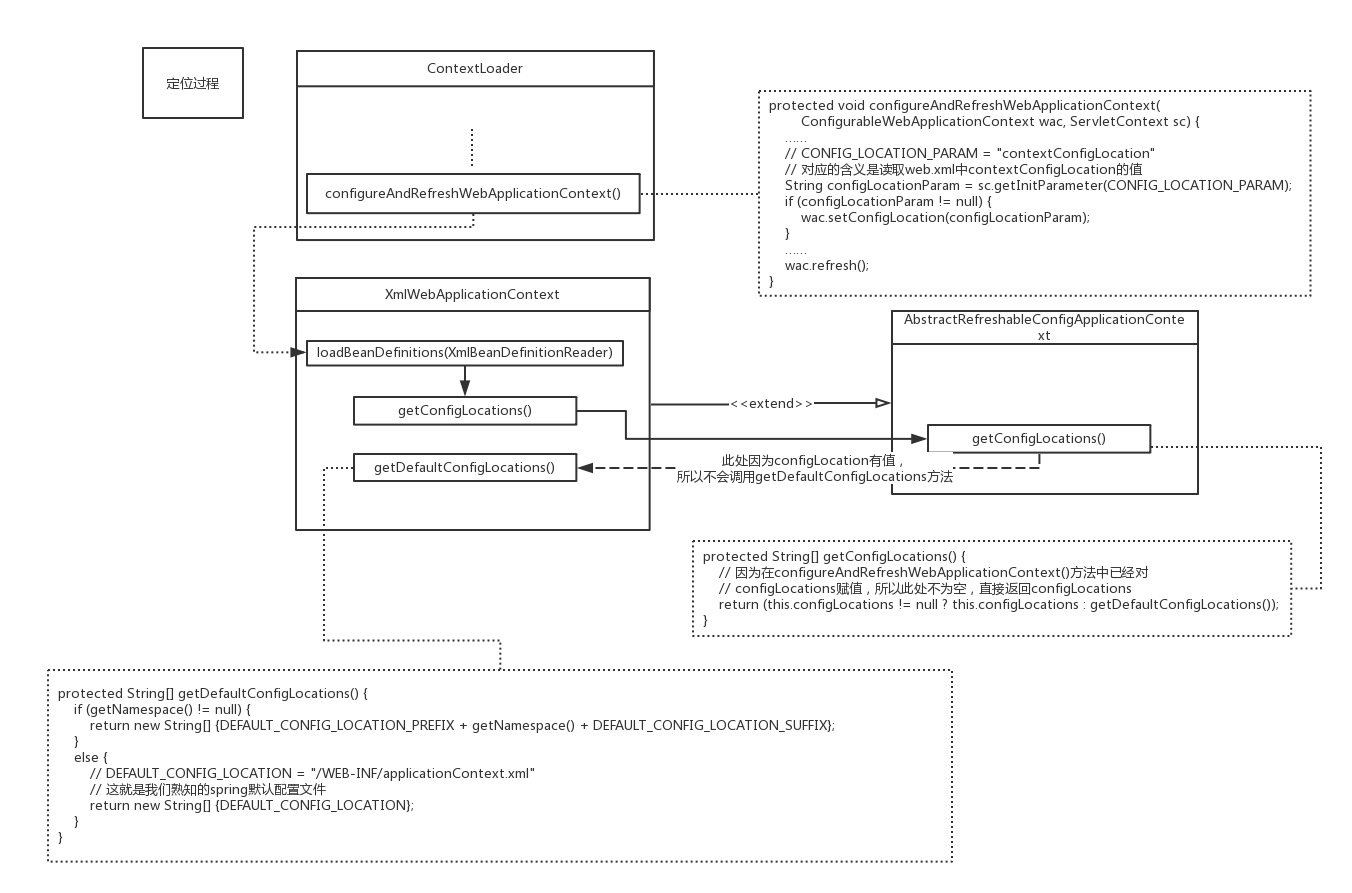 定位过程
ContextLoader
configureAndRefreshWebApplicationContext()
protected void configureAndRefreshWebApplicationContext(
ConfigurableWebApplicationContext wac, ServletContext sc) {
……
// CONFIG_LOCATION_PARAM = "contextConfigLocation"
// 对应的含义是读取web.xml中contextConfigLocation的值
String configLocationParam = sc.getInitParameter(CONFIG_LOCATION_PARAM);
if (configLocationParam != null) {
wac.setConfigLocation(configLocationParam);
}
……
wac.refresh();
}
XmlWebApplicationContext
loadBeanDefinitions(XmlBeanDefinitionReader)
getConfigLocations()
getDefaultConfigLocations()
<<extend>>
AbstractRefreshableConfigApplicationConte
xt
getConfigLocations()
此处因为configLocation有值，
所以不会调用getDefaultConfigLocations方法
protected String[] getConfigLocations() {
// 因为在configureAndRefreshWebApplicationContext()方法中已经对
// configLocations赋值，所以此处不为空，直接返回configLocations
return (this.configLocations != null ? this.configLocations : getDefaultConfigLocations());
}
protected String[] getDefaultConfigLocations() {
if (getNamespace() != null) {
return new String[] {DEFAULT_CONFIG_LOCATION_PREFIX + getNamespace() + DEFAULT_CONFIG_LOCATION_SUFFIX};
}
else {
// DEFAULT_CONFIG_LOCATION = "/WEB-INF/applicationContext.xml"
// 这就是我们熟知的spring默认配置文件
return new String[] {DEFAULT_CONFIG_LOCATION};
}
}